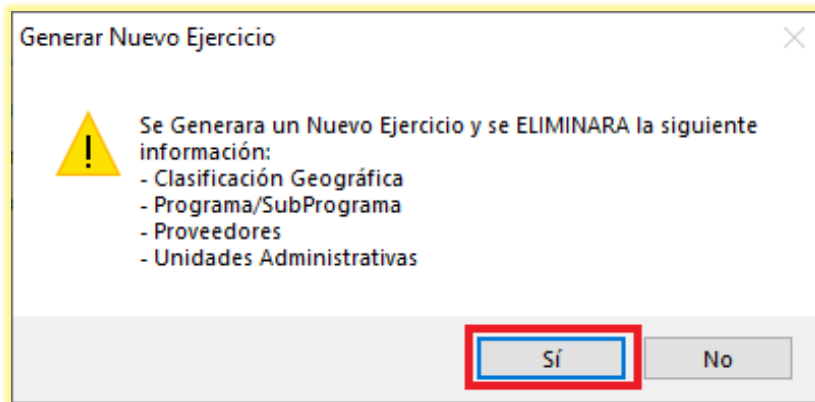 Generar Nuevo Ejercicio
Se Generara un Nuevo Ejercicio y se ELIMINARA la siguiente
información:
- Clasificación Geográfica
- Programa/SubPrograma
- Proveedores
- Unidades Administrativas
Sí
No